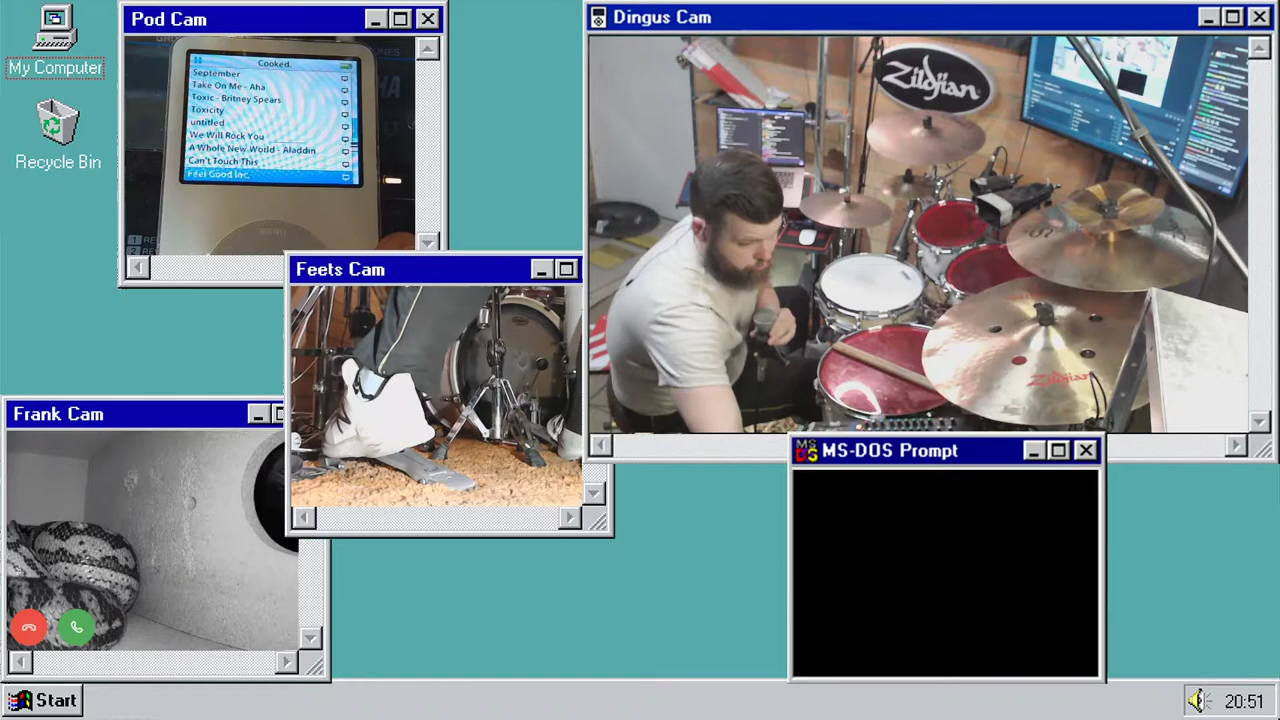 My Computer
Recycle Bin
Pod Cam
Cooked.
September
Take On Me - Aha
Toxic - Britney Spears
Toxicity
untitled
We Will Rock You
A Whole New World - Aladdin
Can't Touch This
Feel Good Inc.
MENU
Dingus Cam
Zildjian
Zildjian
Feets Cam
Frank Cam
MS-DOS Prompt
Start
20:51